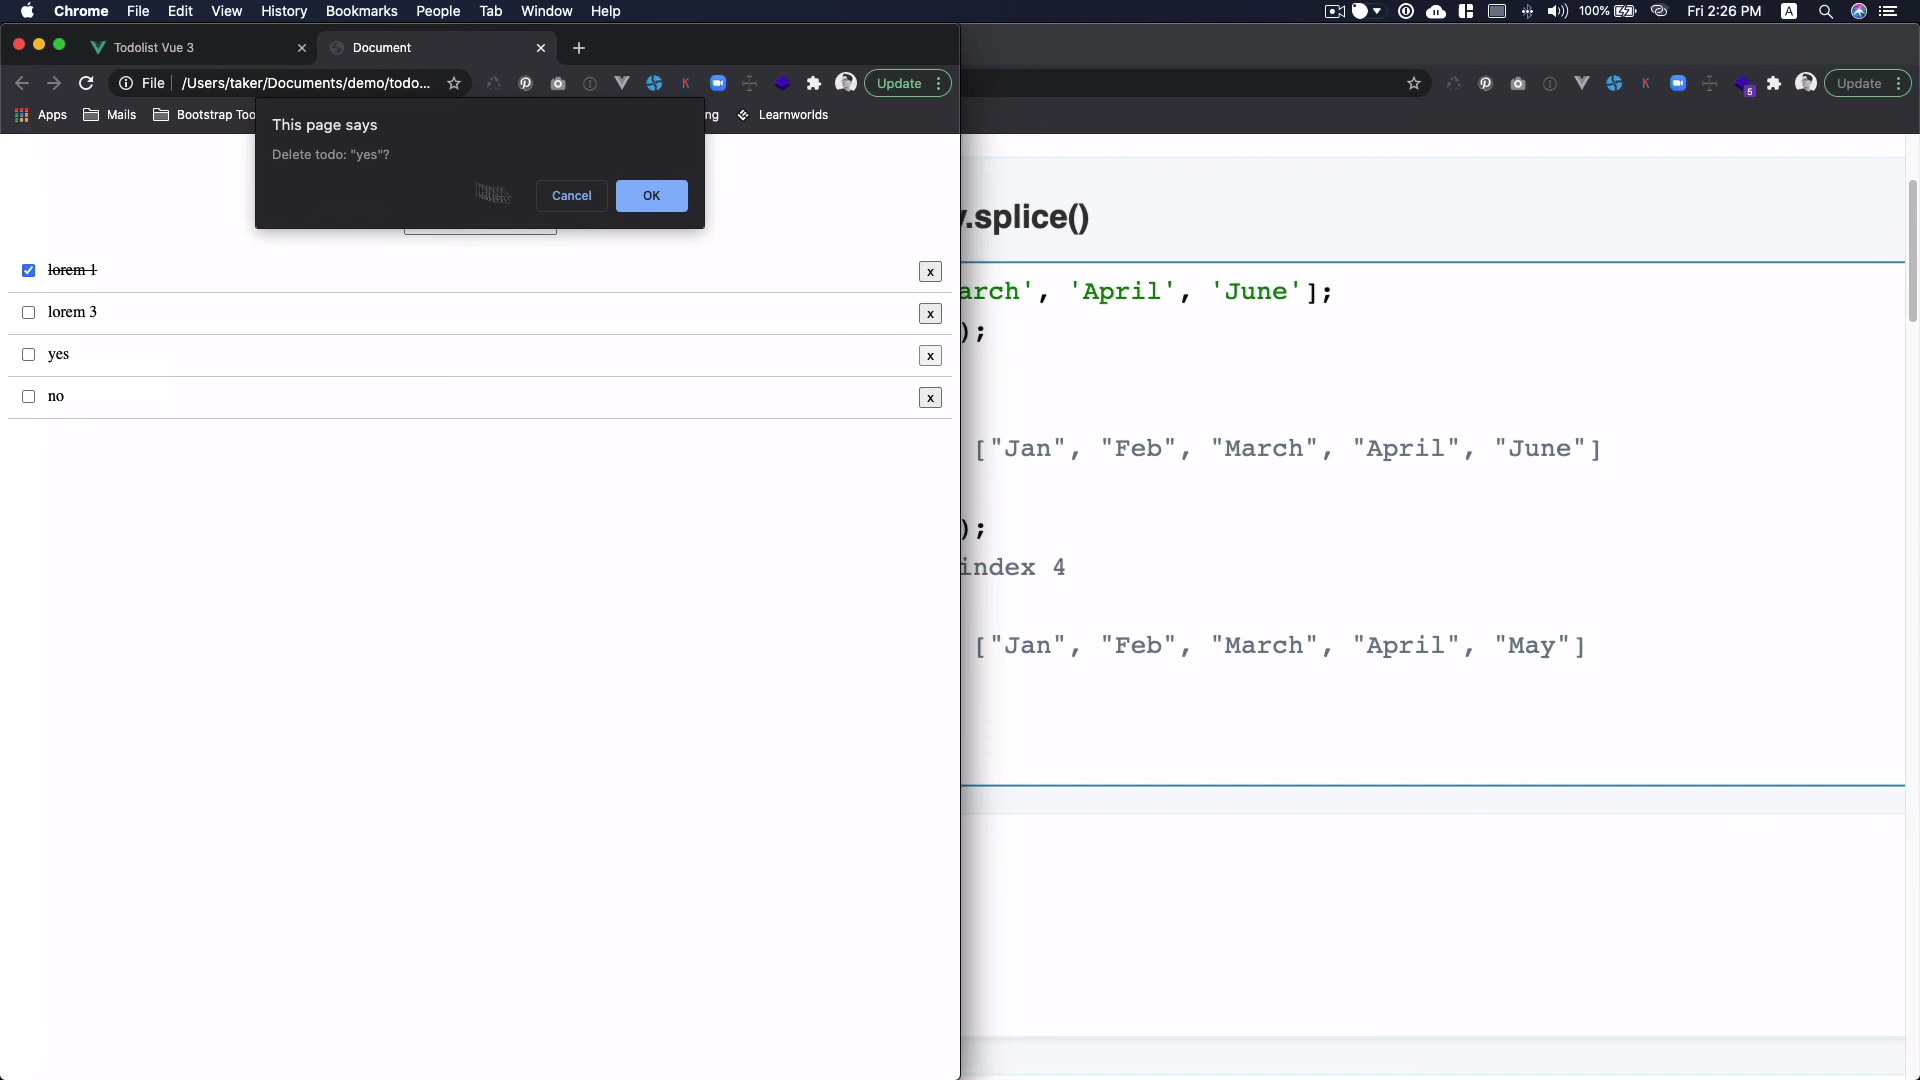 Chrome File Edit View History Bookmarks People Tab Window Help
100% Fri 2:26 PM A
Todolist Vue 3
Document
File /Users/taker/Documents/demo/todo... Update
Update
5
Apps Mails Bootstrap Too
ng Learnworlds
This page says
Delete todo: "yes"?
Cancel OK
lorem 1 x
lorem 3 x
yes x
no x
.splice()
arch', 'April', 'June'];
);
["Jan", "Feb", "March", "April", "June"]
);
index 4
["Jan", "Feb", "March", "April", "May"]